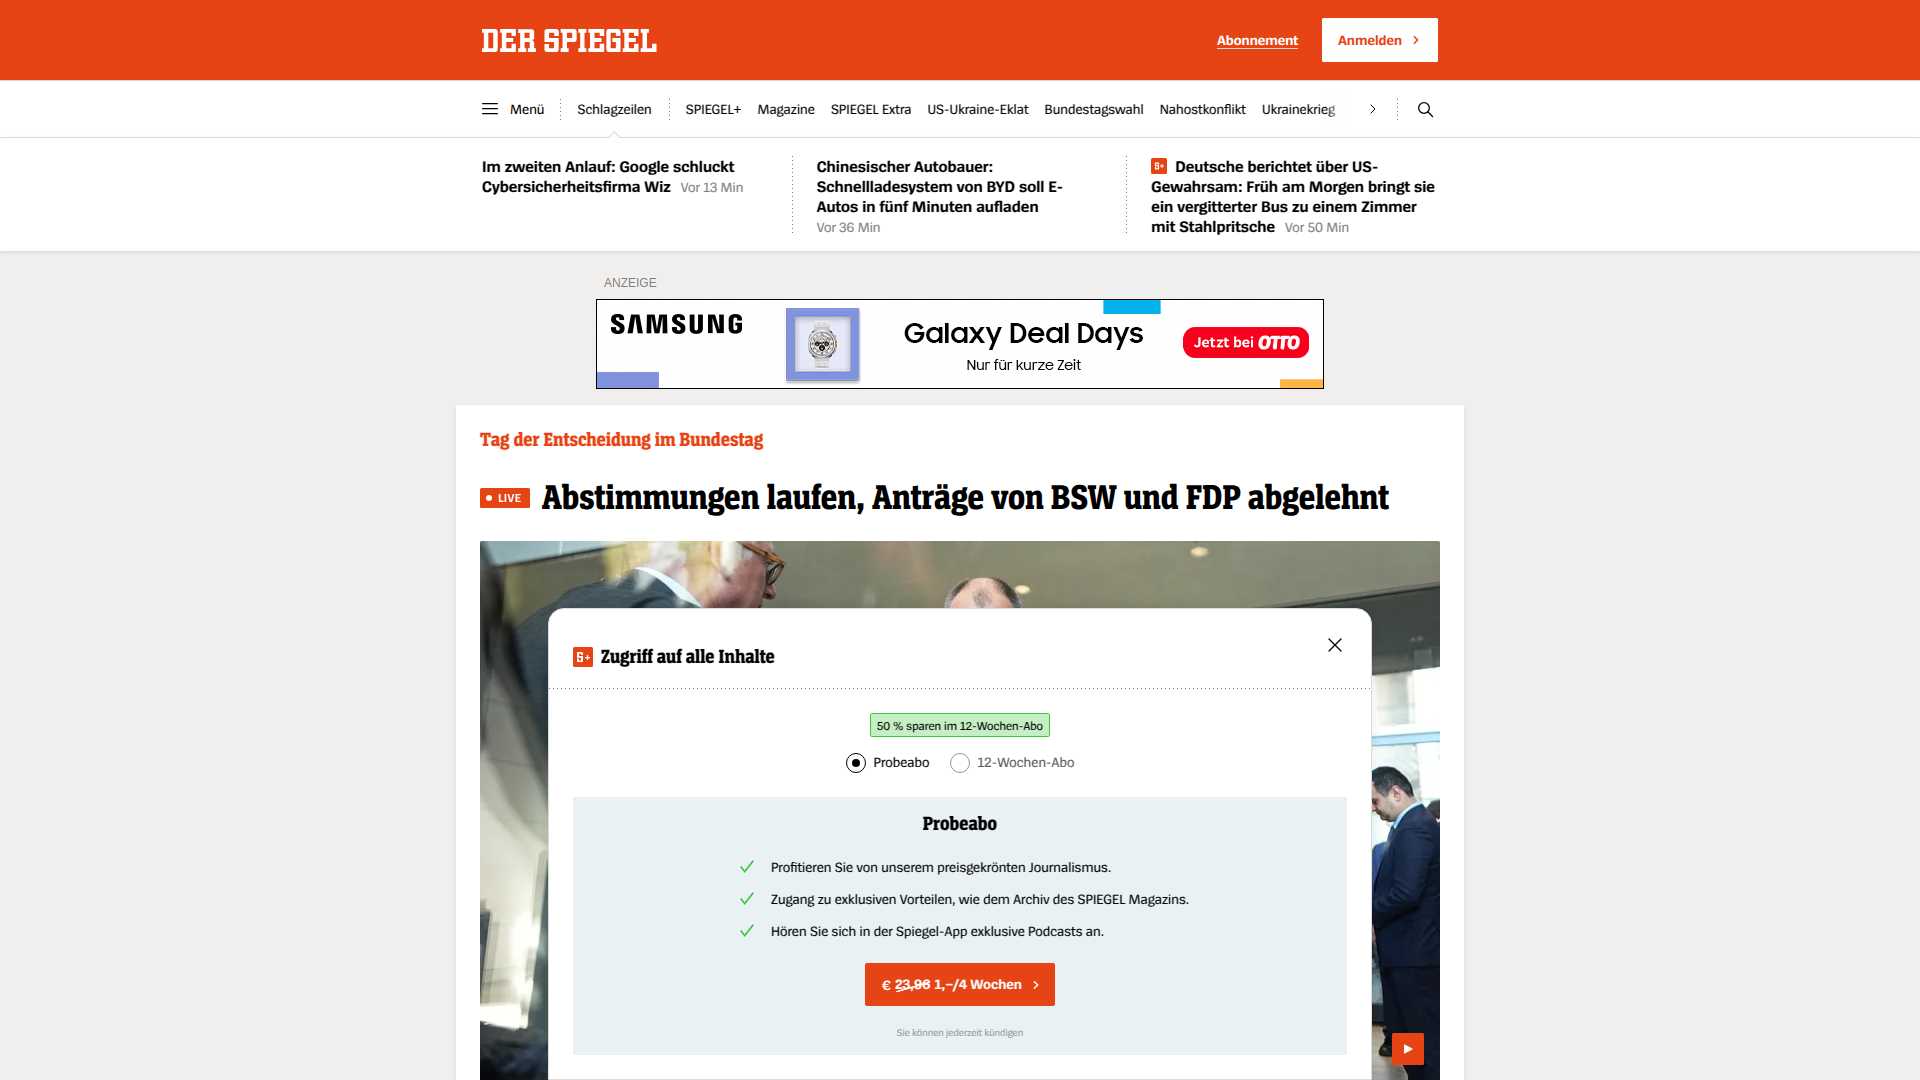 DER SPIEGEL
Abonnement
Anmelden
Menü
Schlagzeilen
SPIEGEL+
Magazine
SPIEGEL Extra
US-Ukraine-Eklat
Bundestagswahl
Nahostkonflikt
Ukrainekrieg
Im zweiten Anlauf: Google schluckt
Cybersicherheitsfirma Wiz Vor 13 Min
Chinesischer Autobauer:
Schnellladesystem von BYD soll E-
Autos in fünf Minuten aufladen
Vor 36 Min
S+ Deutsche berichtet über US-
Gewahrsam: Früh am Morgen bringt sie
ein vergitterter Bus zu einem Zimmer
mit Stahlpritsche Vor 50 Min
ANZEIGE
SAMSUNG
Galaxy Deal Days
Nur für kurze Zeit
Jetzt bei OTTO
Tag der Entscheidung im Bundestag
LIVE Abstimmungen laufen, Anträge von BSW und FDP abgelehnt
S+ Zugriff auf alle Inhalte
50 % sparen im 12-Wochen-Abo
Probeabo
12-Wochen-Abo
Probeabo
Profitieren Sie von unserem preisgekrönten Journalismus.
Zugang zu exklusiven Vorteilen, wie dem Archiv des SPIEGEL Magazins.
Hören Sie sich in der Spiegel-App exklusive Podcasts an.
€ 23,96 1,–/4 Wochen
Sie können jederzeit kündigen